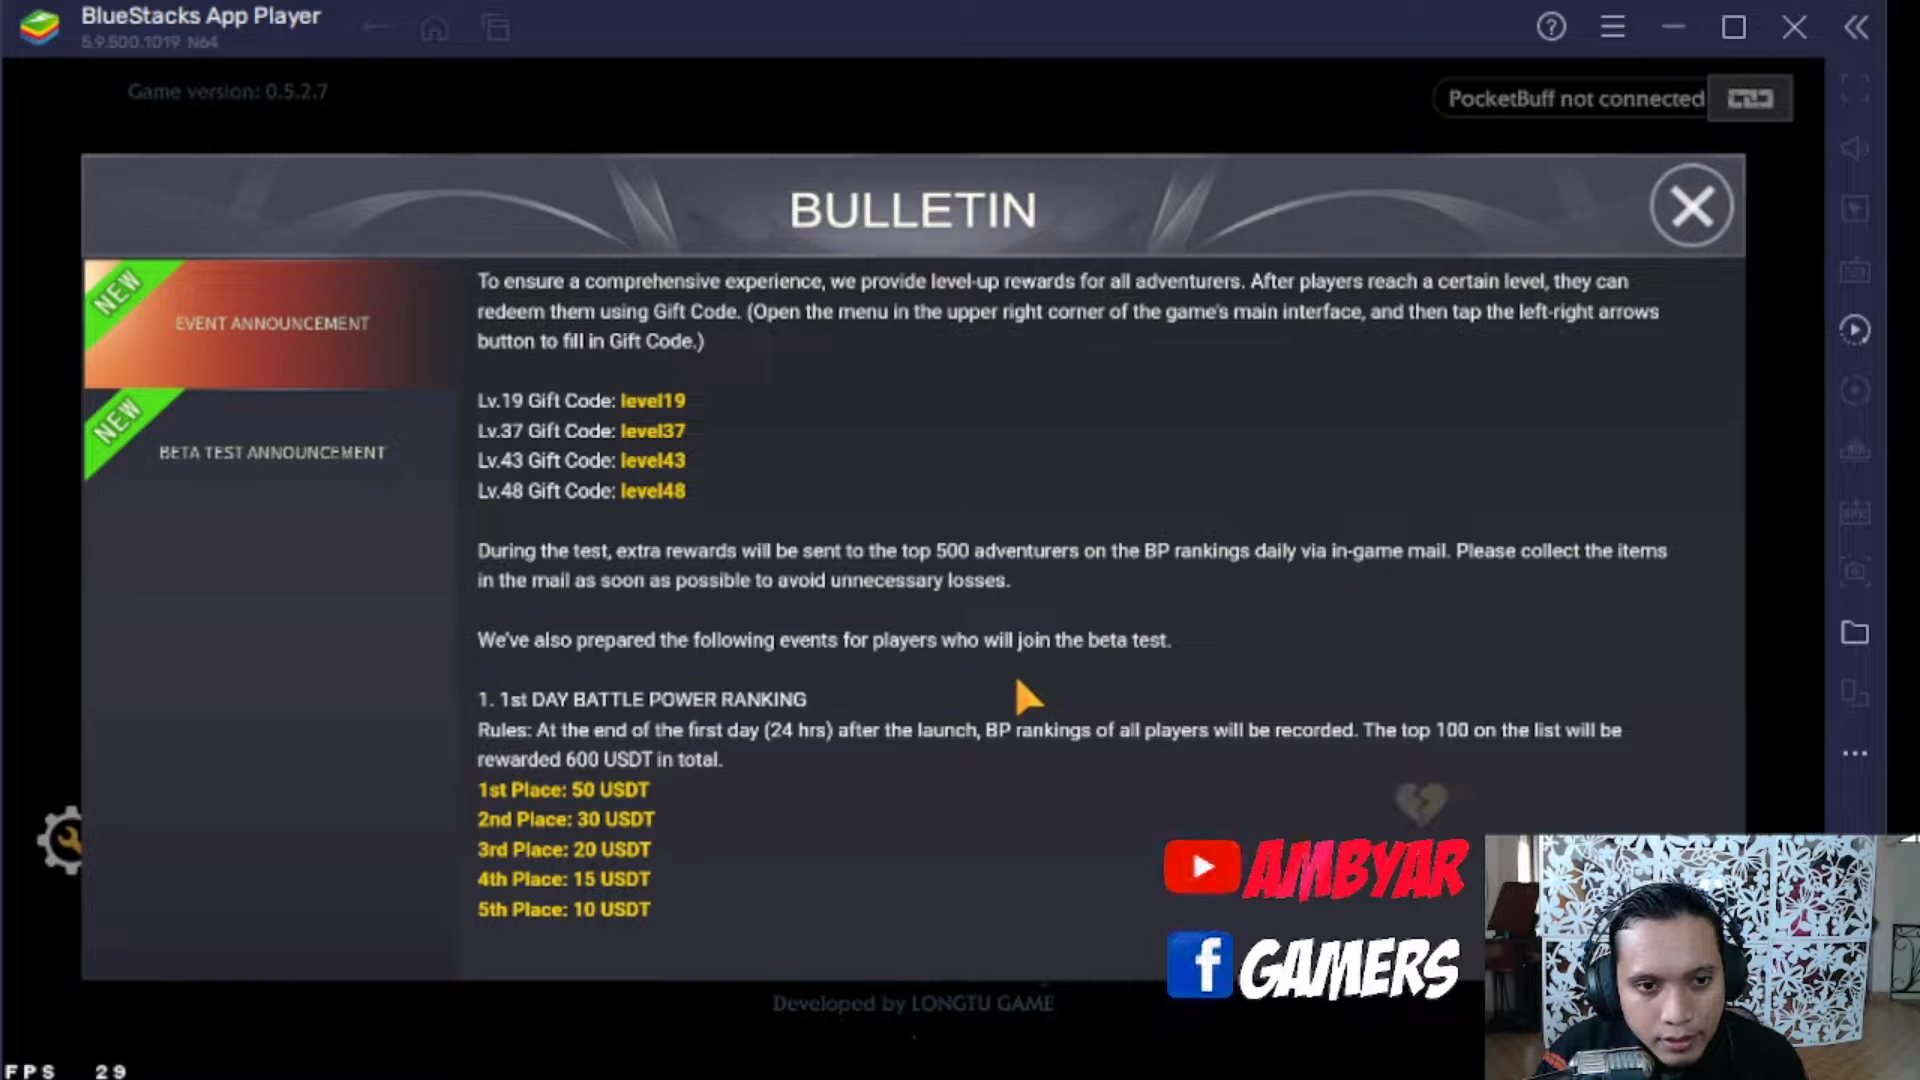 BlueStacks App Player
5.9.500.1019 N64
Game version: 0.5.2.7
PocketBuff not connected
BULLETIN
NEW
EVENT ANNOUNCEMENT
NEW
BETA TEST ANNOUNCEMENT
To ensure a comprehensive experience, we provide level-up rewards for all adventurers. After players reach a certain level, they can
redeem them using Gift Code. (Open the menu in the upper right corner of the game's main interface, and then tap the left-right arrows
button to fill in Gift Code.)
Lv.19 Gift Code: level19
Lv.37 Gift Code: level37
Lv.43 Gift Code: level43
Lv.48 Gift Code: level48
During the test, extra rewards will be sent to the top 500 adventurers on the BP rankings daily via in-game mail. Please collect the items
in the mail as soon as possible to avoid unnecessary losses.
We've also prepared the following events for players who will join the beta test.
1. 1st DAY BATTLE POWER RANKING
Rules: At the end of the first day (24 hrs) after the launch, BP rankings of all players will be recorded. The top 100 on the list will be
rewarded 600 USDT in total.
1st Place: 50 USDT
2nd Place: 30 USDT
3rd Place: 20 USDT
4th Place: 15 USDT
5th Place: 10 USDT
AMBYAR
f GAMERS
Developed by LONGTU GAME
FPS 29